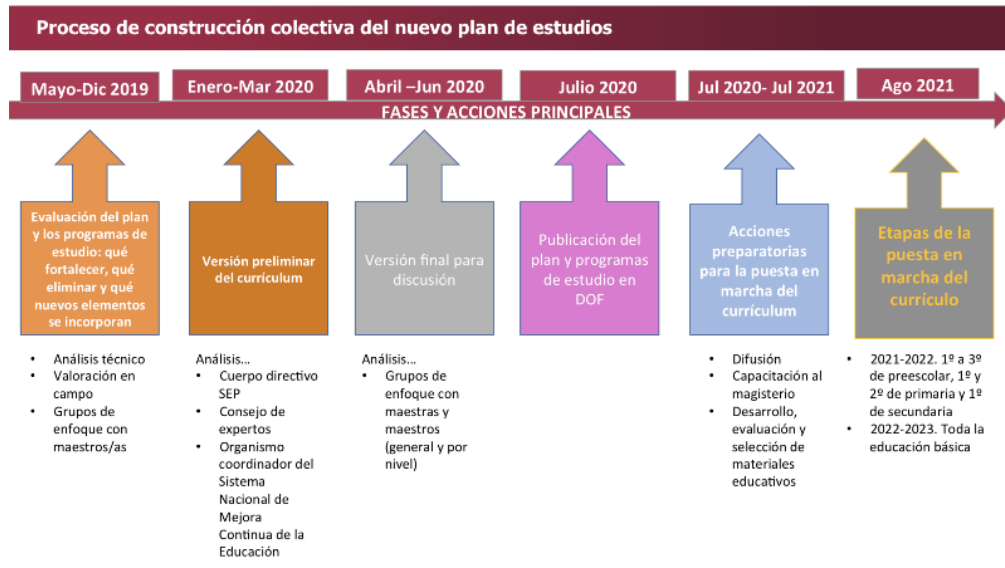 Proceso de construcción colectiva del nuevo plan de estudios
Mayo-Dic 2019
Enero-Mar 2020
Abril –Jun 2020
Julio 2020
Jul 2020- Jul 2021
Ago 2021
FASES Y ACCIONES PRINCIPALES
Evaluación del plan
y los programas de
estudio: qué
fortalecer, qué
eliminar y qué
nuevos elementos
se incorporan
Versión preliminar
del currículum
Versión final para
discusión
Publicación del
plan y programas
de estudio en
DOF
Acciones
preparatorias
para la puesta en
marcha del
currículum
Etapas de la
puesta en
marcha del
currículo
• Análisis técnico
• Valoración en
campo
• Grupos de
enfoque con
maestros/as
Análisis...
• Cuerpo directivo
SEP
• Consejo de
expertos
• Organismo
coordinador del
Sistema
Nacional de
Mejora
Continua de la
Educación
Análisis...
• Grupos de
enfoque con
maestras y
maestros
(general y por
nivel)
• Difusión
• Capacitación al
magisterio
• Desarrollo,
evaluación y
selección de
materiales
educativos
• 2021-2022. 1º a 3º
de preescolar, 1º y
2º de primaria y 1º
de secundaria
• 2022-2023. Toda la
educación básica